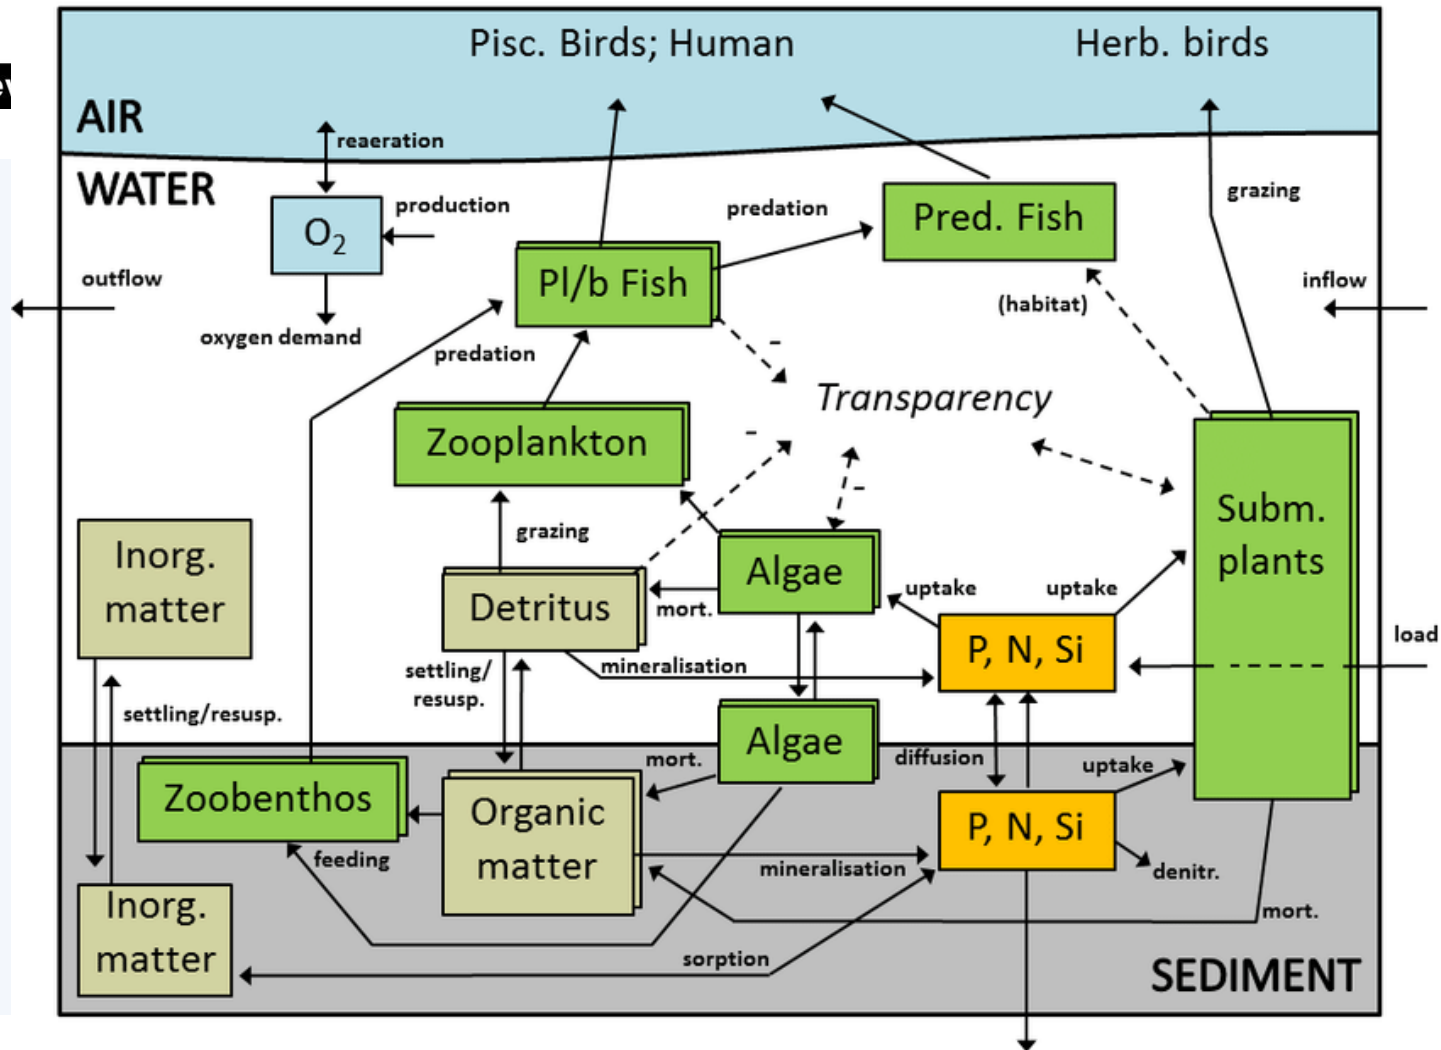 Pisc. Birds; Human
Herb. birds
AIR
reaeration
WATER
O2
production
predation
Pred. Fish
grazing
outflow
Pl/b Fish
(habitat)
inflow
oxygen demand
predation
-
Transparency
Zooplankton
-
-
grazing
Subm.
plants
Inorg.
matter
Algae
Detritus
mort.
uptake
uptake
P, N, Si
load
settling/
resusp.
mineralisation
settling/resusp.
Algae
mort.
diffusion
uptake
Zoobenthos
Organic
matter
P, N, Si
feeding
mineralisation
denitr.
Inorg.
matter
mort.
sorption
SEDIMENT